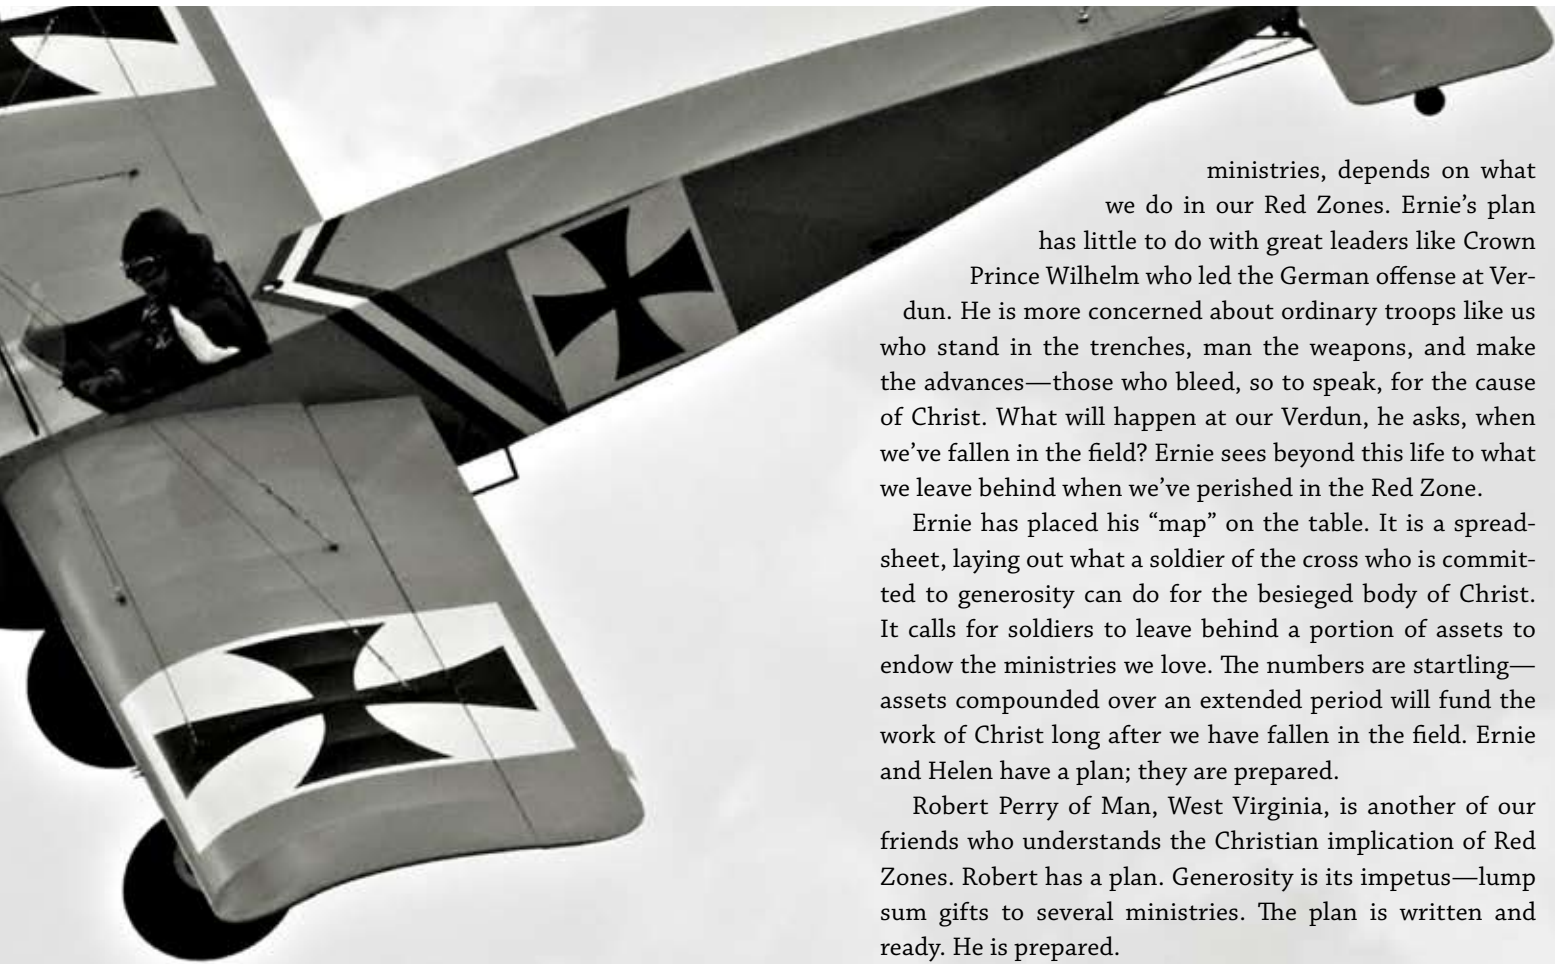 ministries, depends on what
we do in our Red Zones. Ernie’s plan
has little to do with great leaders like Crown
Prince Wilhelm who led the German offense at Ver-
dun. He is more concerned about ordinary troops like us
who stand in the trenches, man the weapons, and make
the advances—those who bleed, so to speak, for the cause
of Christ. What will happen at our Verdun, he asks, when
we’ve fallen in the field? Ernie sees beyond this life to what
we leave behind when we’ve perished in the Red Zone.
Ernie has placed his “map” on the table. It is a spread-
sheet, laying out what a soldier of the cross who is commit-
ted to generosity can do for the besieged body of Christ.
It calls for soldiers to leave behind a portion of assets to
endow the ministries we love. The numbers are startling—
assets compounded over an extended period will fund the
work of Christ long after we have fallen in the field. Ernie
and Helen have a plan; they are prepared.
Robert Perry of Man, West Virginia, is another of our
friends who understands the Christian implication of Red
Zones. Robert has a plan. Generosity is its impetus—lump
sum gifts to several ministries. The plan is written and
ready. He is prepared.